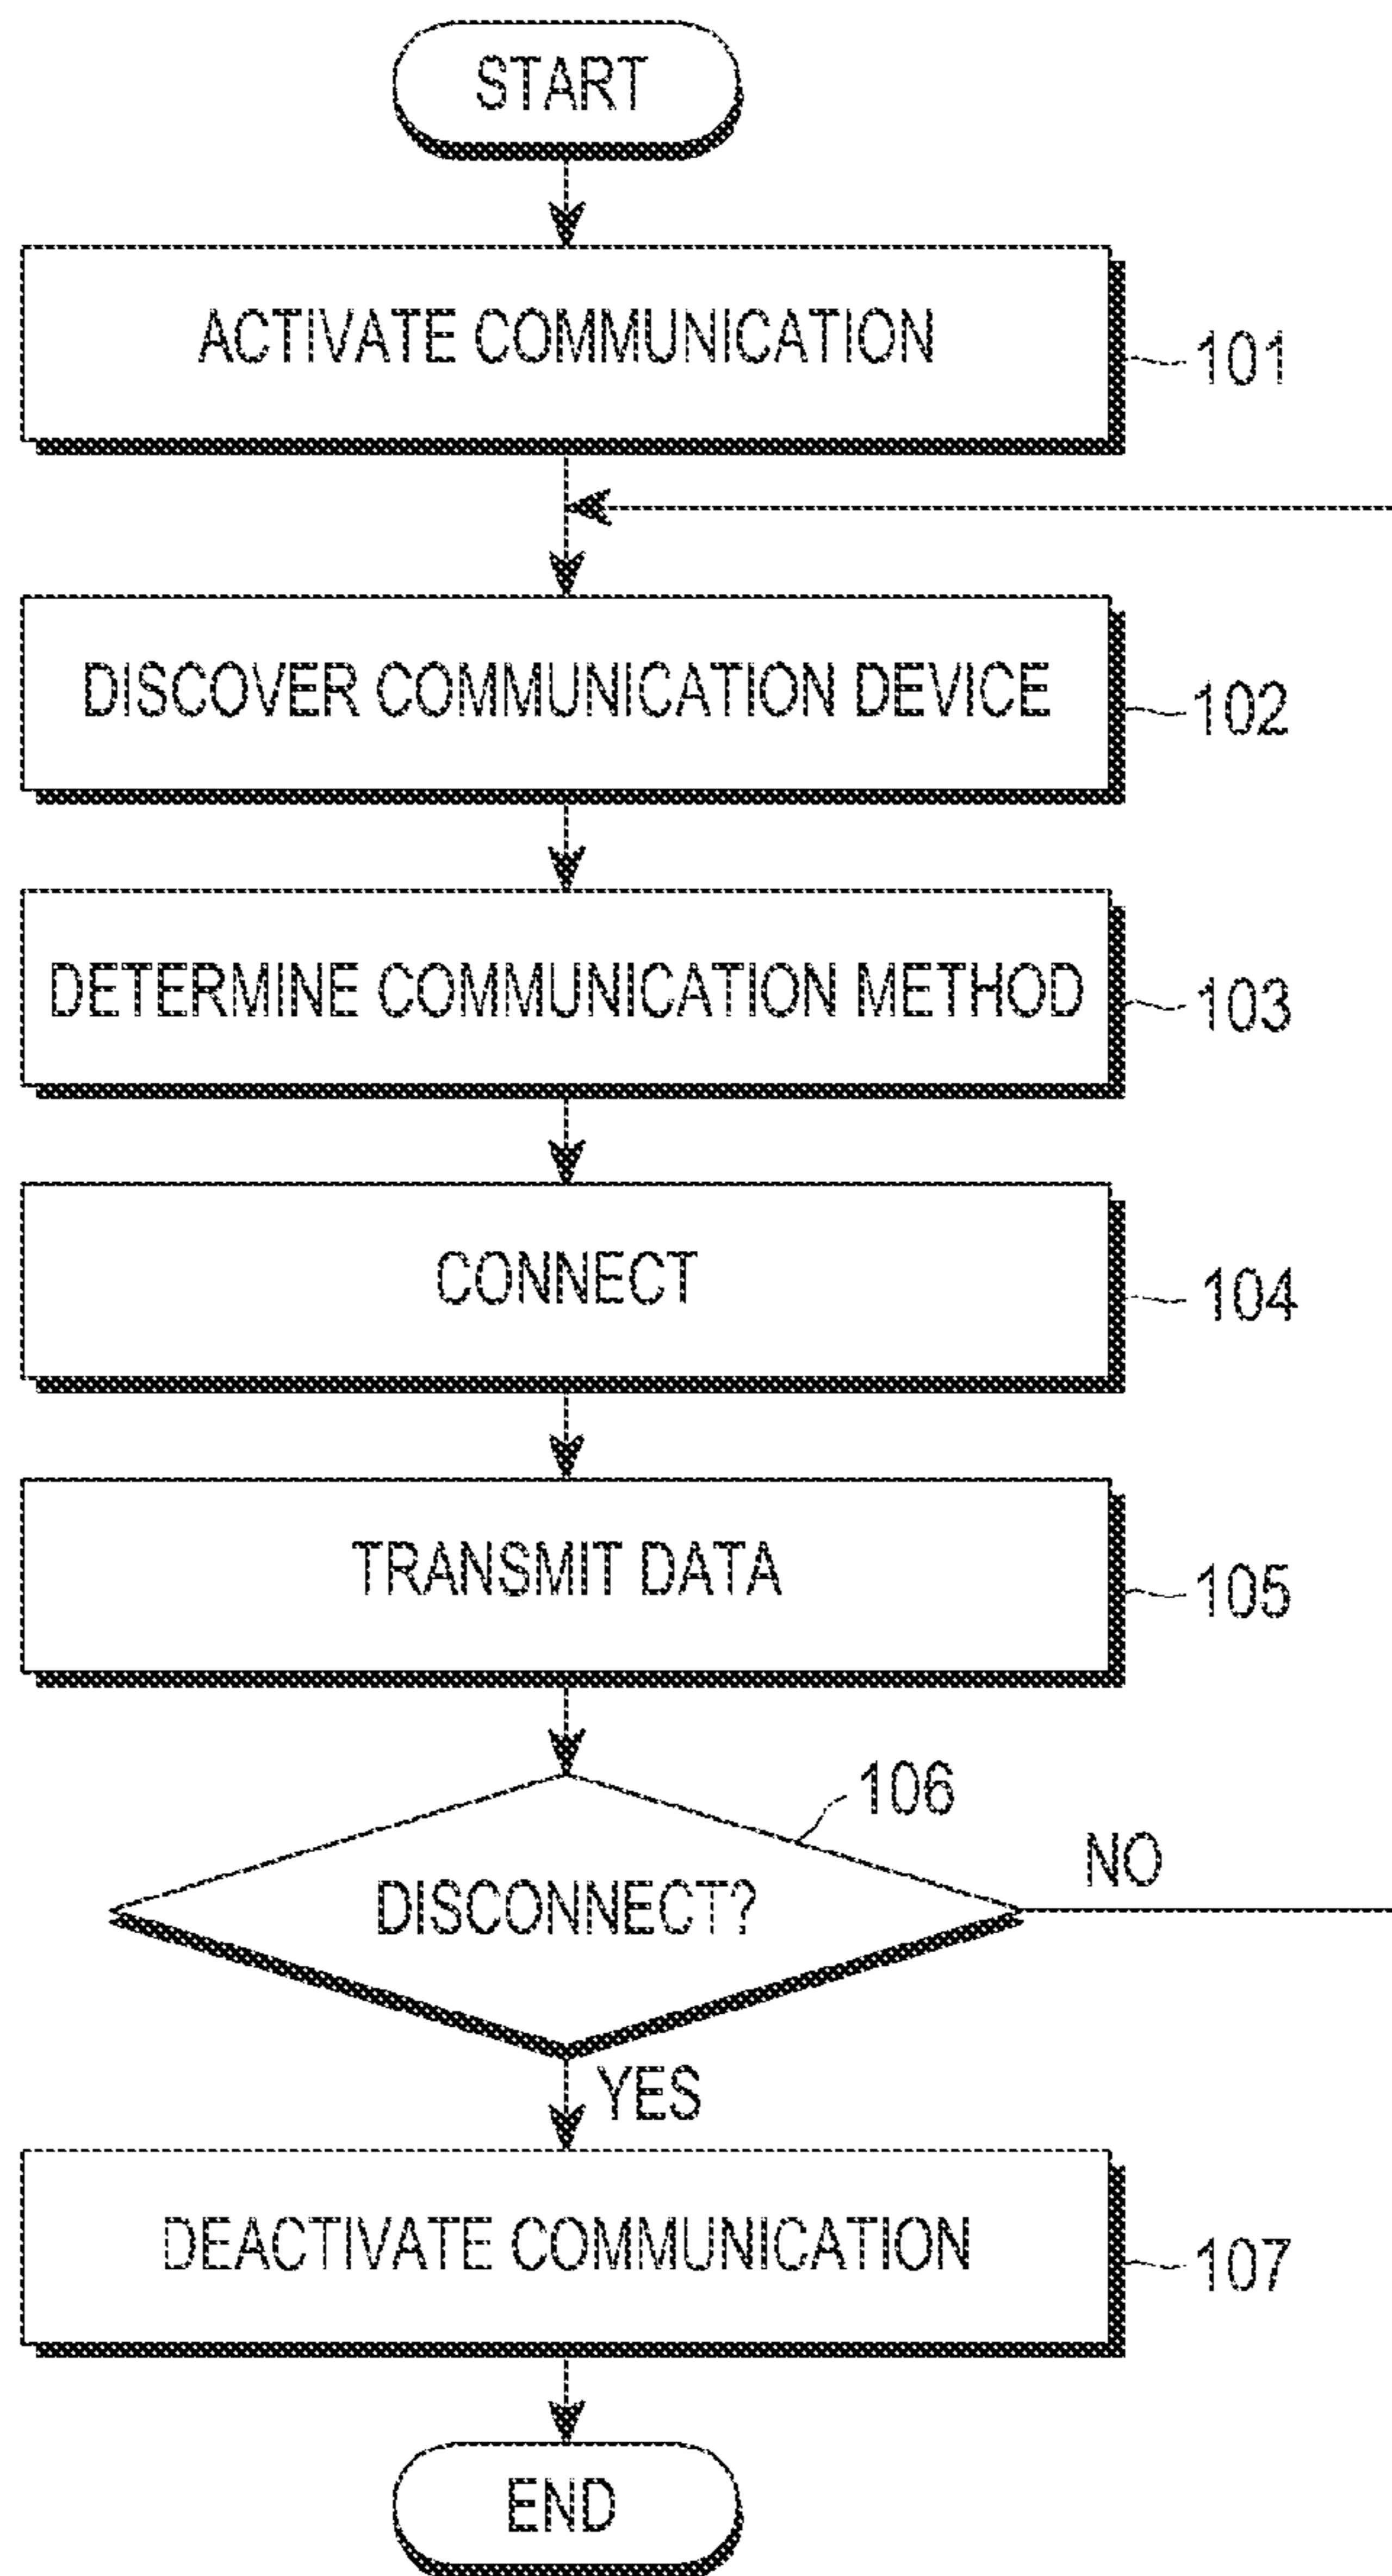 START
ACTIVATE COMMUNICATION
101
DISCOVER COMMUNICATION DEVICE
102
DETERMINE COMMUNICATION METHOD
103
CONNECT
104
TRANSMIT DATA
105
106
DISCONNECT?
NO
YES
DEACTIVATE COMMUNICATION
107
END